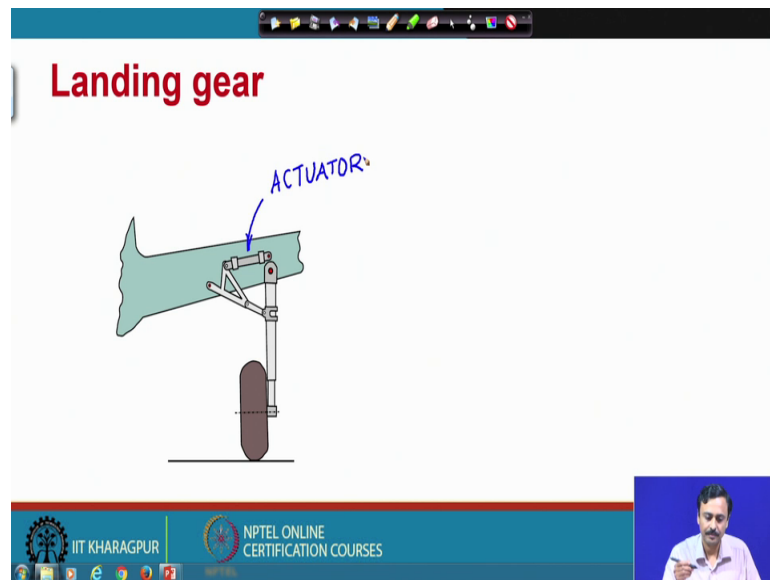 Landing gear
ACTUATOR
IIT KHARAGPUR
NPTEL ONLINE
CERTIFICATION COURSES